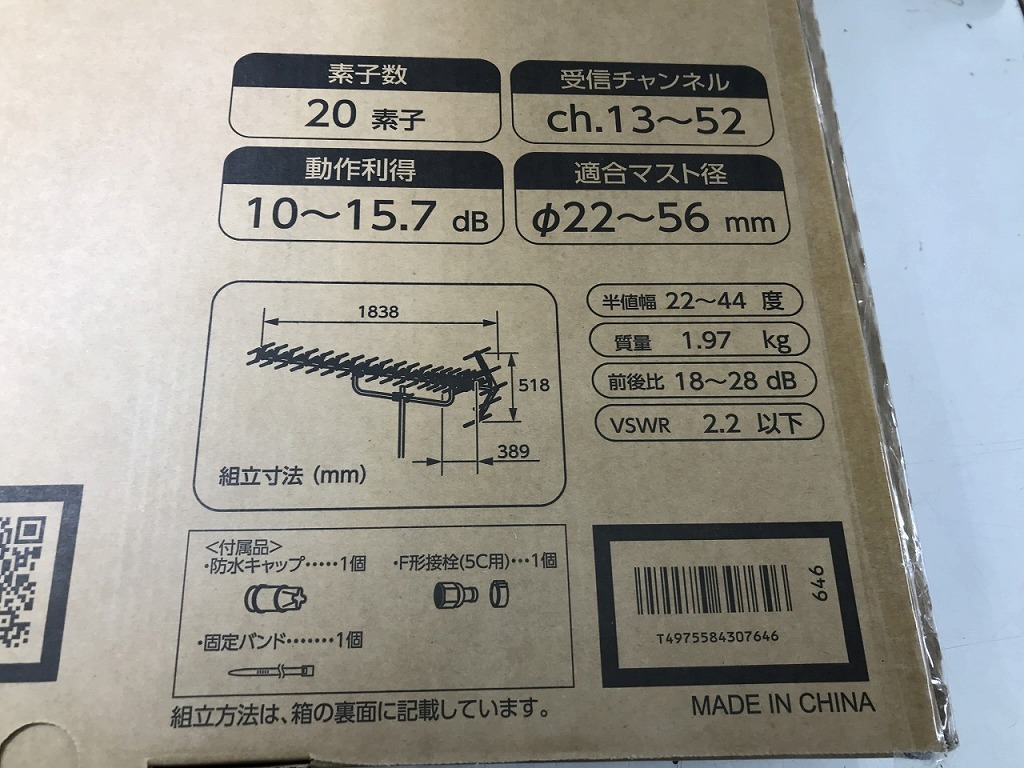 素子数
20 素子
受信チャンネル
ch.13～52
動作利得
10～15.7 dB
適合マスト径
φ22～56 mm
1838
518
389
組立寸法（mm）
半値幅 22～44 度
質量 1.97 kg
前後比 18～28 dB
VSWR 2.2 以下
＜付属品＞
・防水キャップ・・・・・1個
・F形接栓(5C用)・・・1個
・固定バンド・・・・・・・1個
組立方法は、箱の裏面に記載しています。
646
T4975584307646
MADE IN CHINA